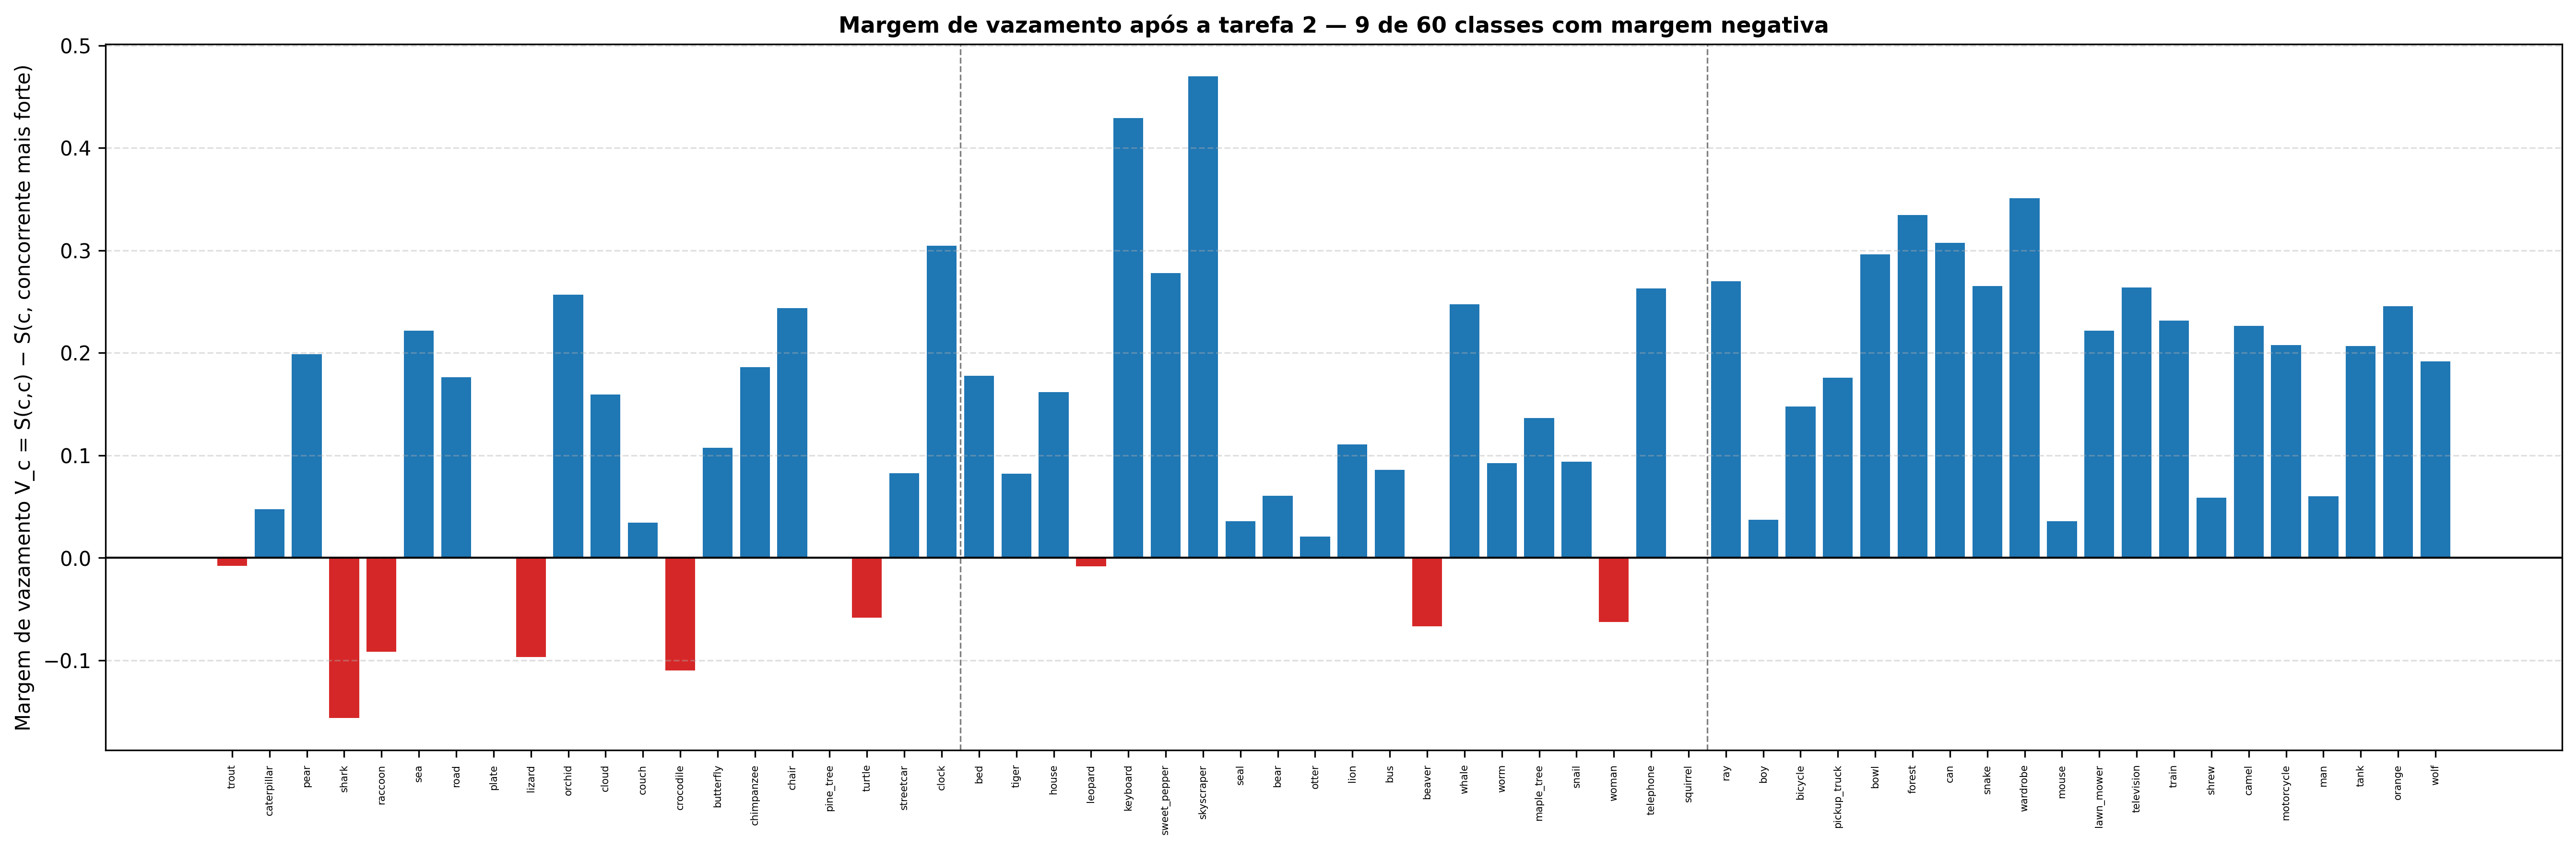 Margem de vazamento após a tarefa 2 — 9 de 60 classes com margem negativa
Margem de vazamento V_c = S(c,c) − S(c, concorrente mais forte)
0.5
0.4
0.3
0.2
0.1
0.0
−0.1
trout
caterpillar
pear
shark
raccoon
sea
road
plate
lizard
orchid
cloud
couch
crocodile
butterfly
chimpanzee
chair
pine_tree
turtle
streetcar
clock
bed
tiger
house
leopard
keyboard
sweet_pepper
skyscraper
seal
bear
otter
lion
bus
beaver
whale
worm
maple_tree
snail
woman
telephone
squirrel
ray
boy
bicycle
pickup_truck
bowl
forest
can
snake
wardrobe
mouse
lawn_mower
television
train
shrew
camel
motorcycle
man
tank
orange
wolf